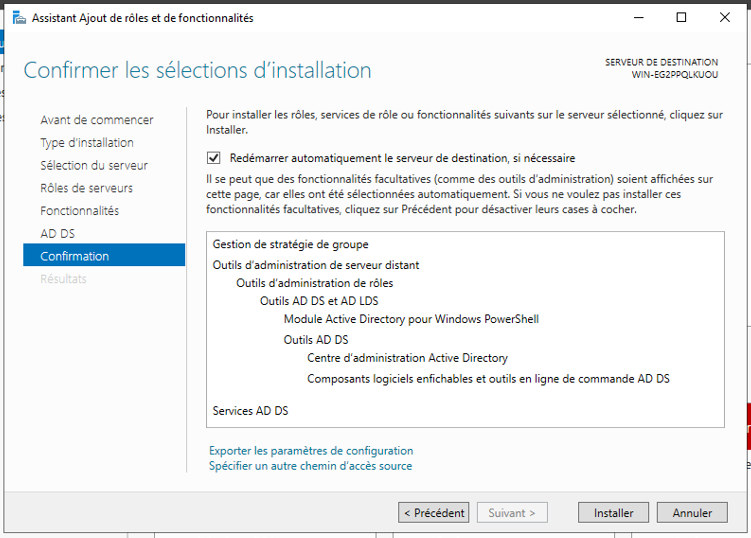 Assistant Ajout de rôles et de fonctionnalités
Confirmer les sélections d’installation
SERVEUR DE DESTINATION
WIN-EG2PPQLKUOU
Avant de commencer
Type d'installation
Sélection du serveur
Rôles de serveurs
Fonctionnalités
AD DS
Confirmation
Résultats
Pour installer les rôles, services de rôle ou fonctionnalités suivants sur le serveur sélectionné, cliquez sur
Installer.
Redémarrer automatiquement le serveur de destination, si nécessaire
Il se peut que des fonctionnalités facultatives (comme des outils d’administration) soient affichées sur
cette page, car elles ont été sélectionnées automatiquement. Si vous ne voulez pas installer ces
fonctionnalités facultatives, cliquez sur Précédent pour désactiver leurs cases à cocher.
Gestion de stratégie de groupe
Outils d’administration de serveur distant
Outils d’administration de rôles
Outils AD DS et AD LDS
Module Active Directory pour Windows PowerShell
Outils AD DS
Centre d’administration Active Directory
Composants logiciels enfichables et outils en ligne de commande AD DS
Services AD DS
Exporter les paramètres de configuration
Spécifier un autre chemin d’accès source
< Précédent
Suivant >
Installer
Annuler